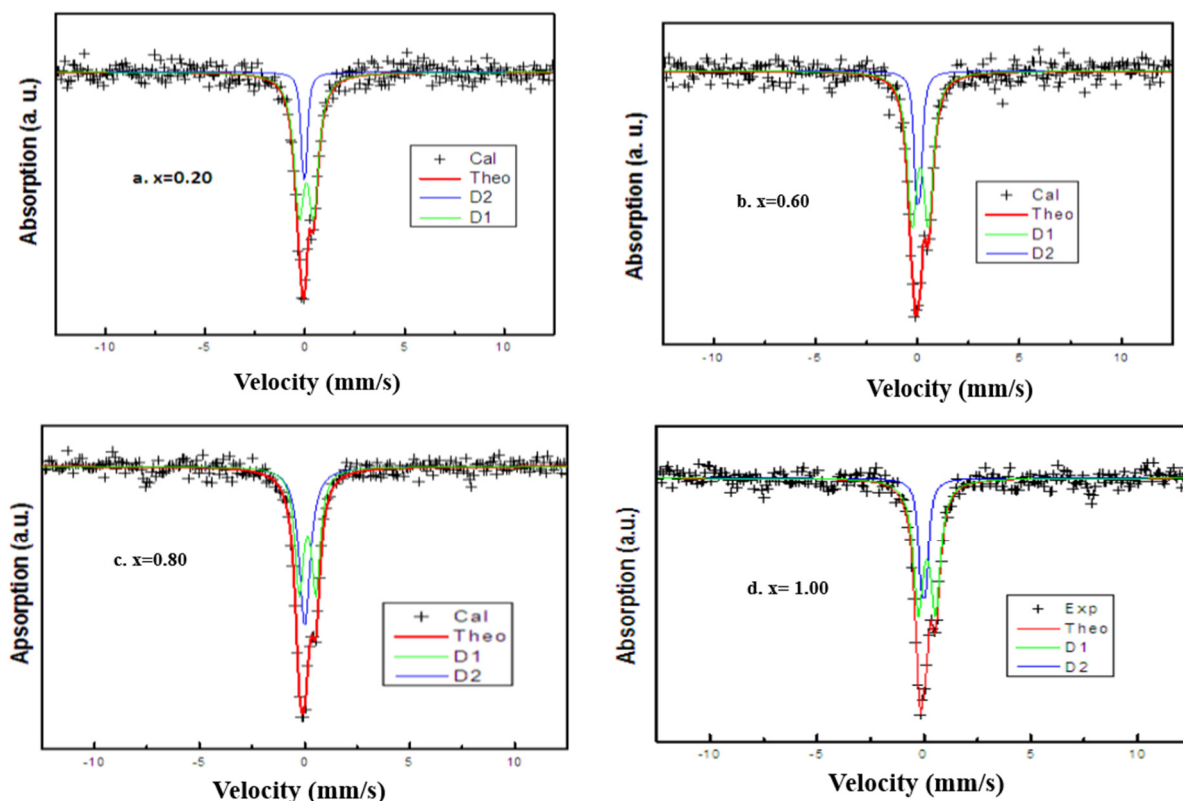 Absorption (a. u.)
a. x=0.20
Cal
Theo
D2
D1
-10 -5 0 5 10
Velocity (mm/s)
Absorption (a. u.)
b. x=0.60
Cal
Theo
D1
D2
-10 -5 0 5 10
Velocity (mm/s)
Apsorption (a.u.)
c. x=0.80
Cal
Theo
D1
D2
-10 -5 0 5 10
Velocity (mm/s)
Absorption (a.u.)
d. x= 1.00
Exp
Theo
D1
D2
-10 -5 0 5 10
Velocity (mm/s)